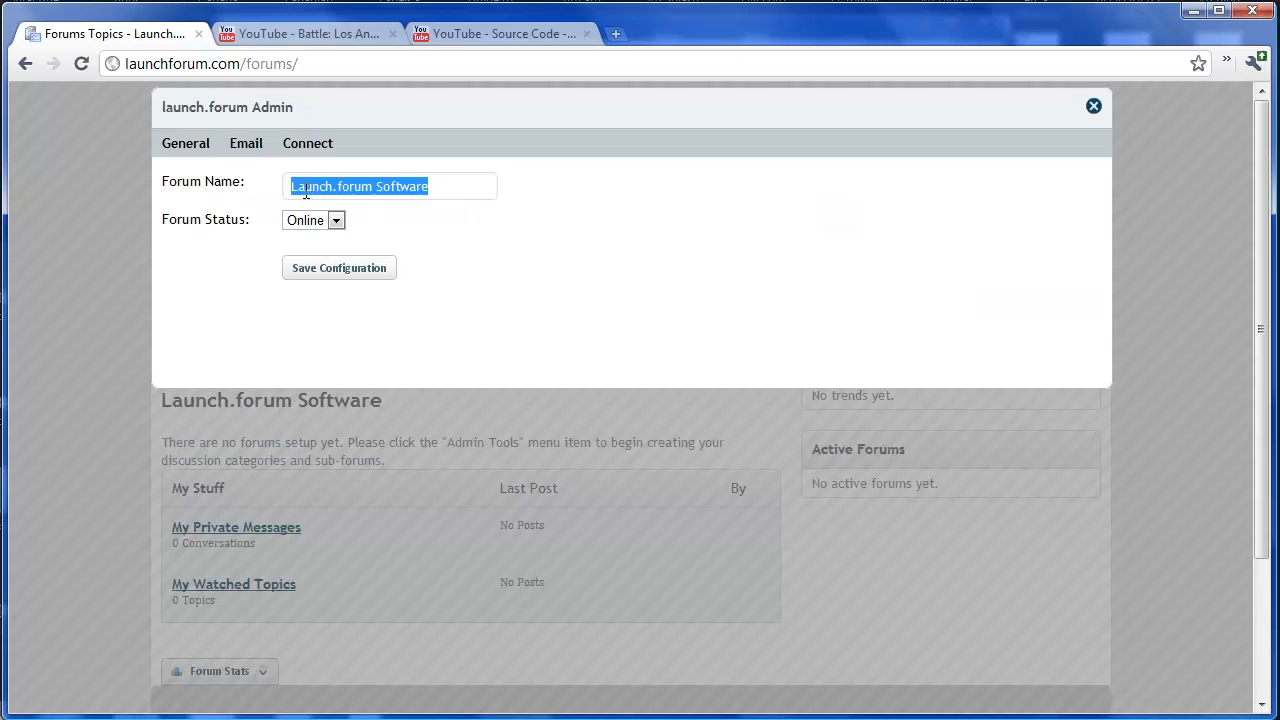 Forums Topics - Launch....
YouTube - Battle: Los An...
YouTube - Source Code -...
launchforum.com/forums/
launch.forum Admin
General Email Connect
Forum Name: Launch.forum Software
Forum Status: Online
Save Configuration
Launch.forum Software
No trends yet.
There are no forums setup yet. Please click the "Admin Tools" menu item to begin creating your
discussion categories and sub-forums.
Active Forums
No active forums yet.
My Stuff Last Post By
My Private Messages No Posts
0 Conversations
My Watched Topics No Posts
0 Topics
Forum Stats